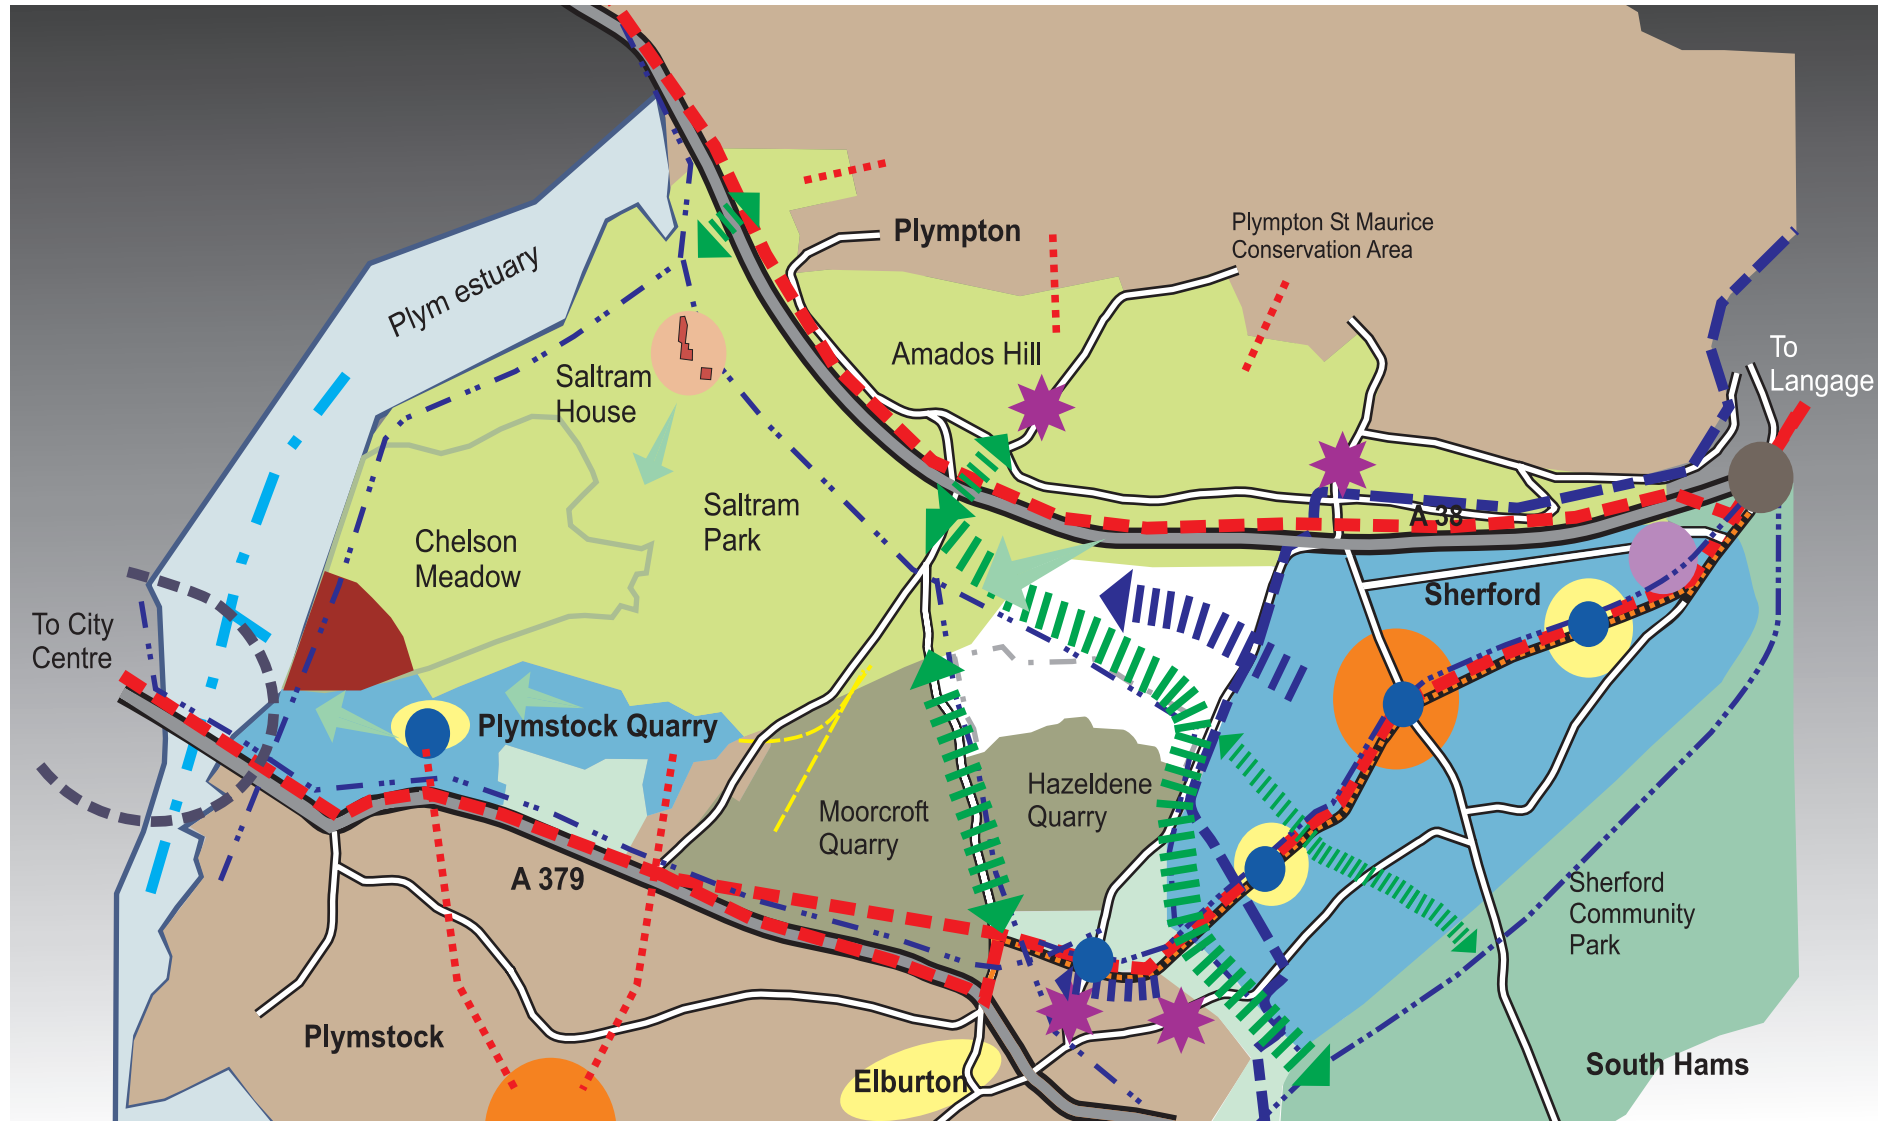 Plympton
Plympton St Maurice
Conservation Area
Plym estuary
To
Langage
Amados Hill
Saltram
House
Saltram
Park
A 38
Chelson
Meadow
Sherford
To City
Centre
Plymstock Quarry
Hazeldene
Quarry
Moorcroft
Quarry
A 379
Sherford
Community
Park
Plymstock
Elburton
South Hams